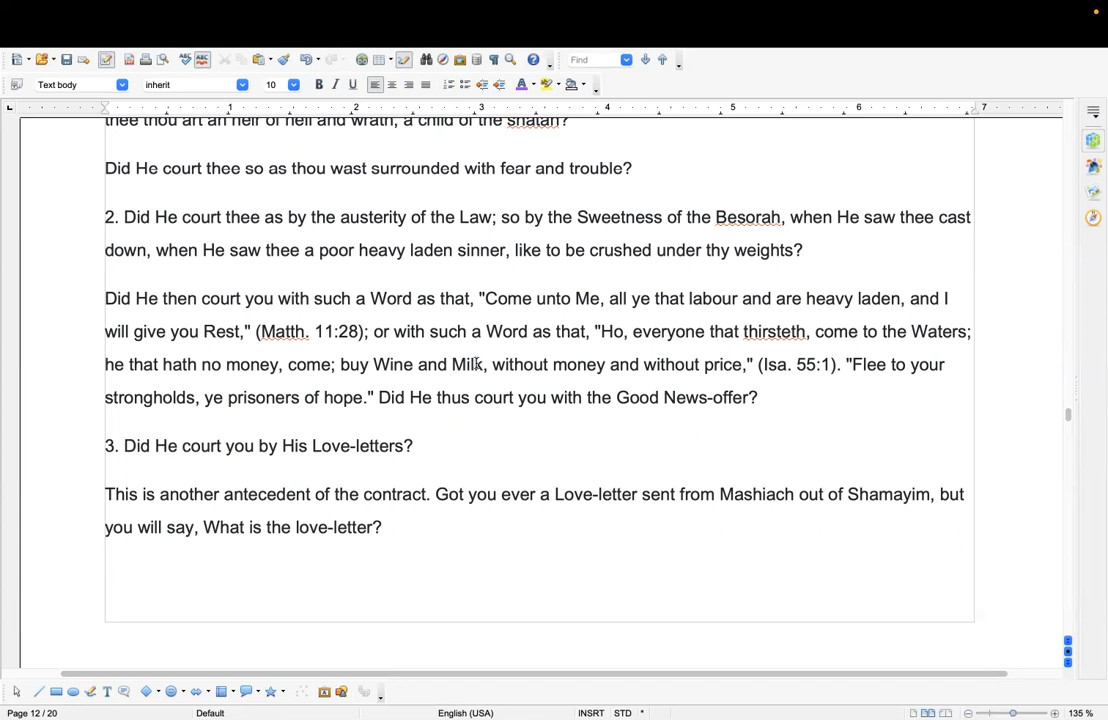 Find
Text body
inherit
10
1 2 3 4 5 6 7
thee thou art an heir of hell and wrath, a child of the shatan?
Did He court thee so as thou wast surrounded with fear and trouble?
2. Did He court thee as by the austerity of the Law; so by the Sweetness of the Besorah, when He saw thee cast
down, when He saw thee a poor heavy laden sinner, like to be crushed under thy weights?
Did He then court you with such a Word as that, "Come unto Me, all ye that labour and are heavy laden, and I
will give you Rest," (Matth. 11:28); or with such a Word as that, "Ho, everyone that thirsteth, come to the Waters;
he that hath no money, come; buy Wine and Milk, without money and without price," (Isa. 55:1). "Flee to your
strongholds, ye prisoners of hope." Did He thus court you with the Good News-offer?
3. Did He court you by His Love-letters?
This is another antecedent of the contract. Got you ever a Love-letter sent from Mashiach out of Shamayim, but
you will say, What is the love-letter?
Page 12 / 20 Default English (USA) INSRT STD * 135 %